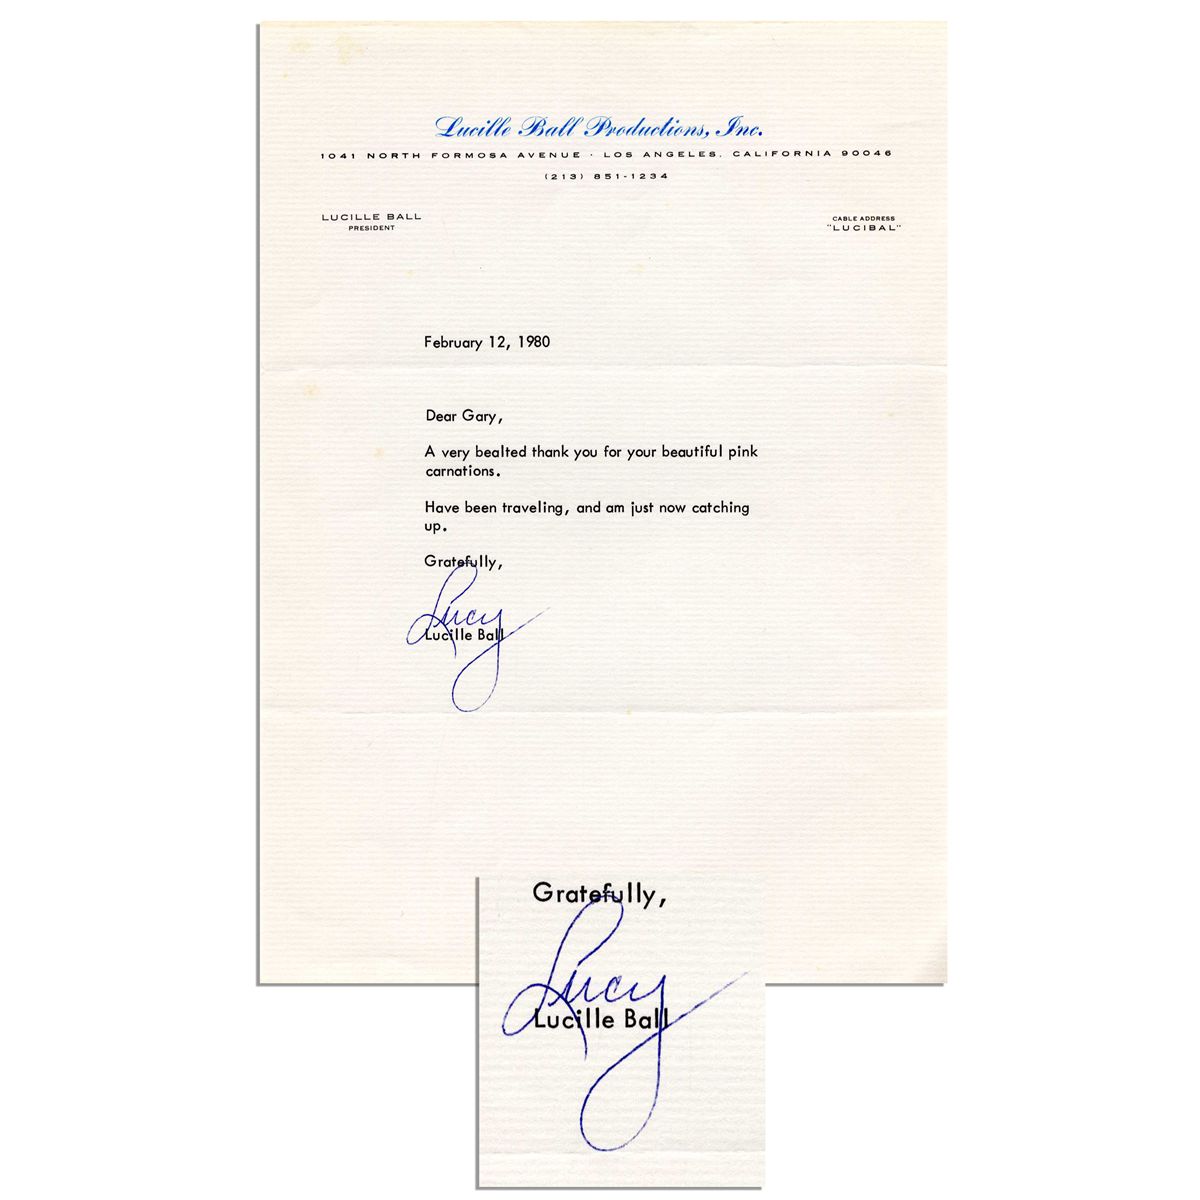 Lucille Ball Productions, Inc.
1041 NORTH FORMOSA AVENUE · LOS ANGELES, CALIFORNIA 90046
(213) 851-1234
LUCILLE BALL
PRESIDENT
CABLE ADDRESS
"LUCIBAL"
February 12, 1980
Dear Gary,
A very bealted thank you for your beautiful pink
carnations.
Have been traveling, and am just now catching
up.
Gratefully,
Lucy
Lucille Ball
Gratefully,
Lucy
Lucille Ball